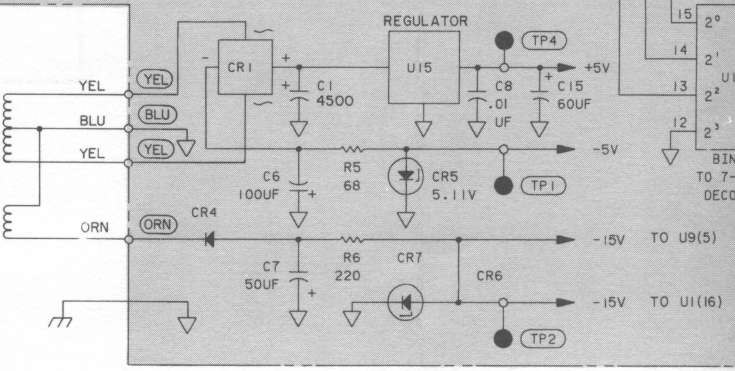 REGULATOR
TP4
15 2⁰
YEL
YEL
-
CR1
+
+
U15
+
+5V
14 2¹
C1
4500
C8
.01
UF
C15
60UF
13 2²
BLU
BLU
12 2³
YEL
YEL
R5
68
-5V
BIN
TO 7-
DECO
C6
100UF
+
CR5
5.11V
TP1
ORN
ORN
CR4
-15V TO U9(5)
C7
50UF
+
R6
220
CR7
CR6
-15V TO U1(16)
TP2